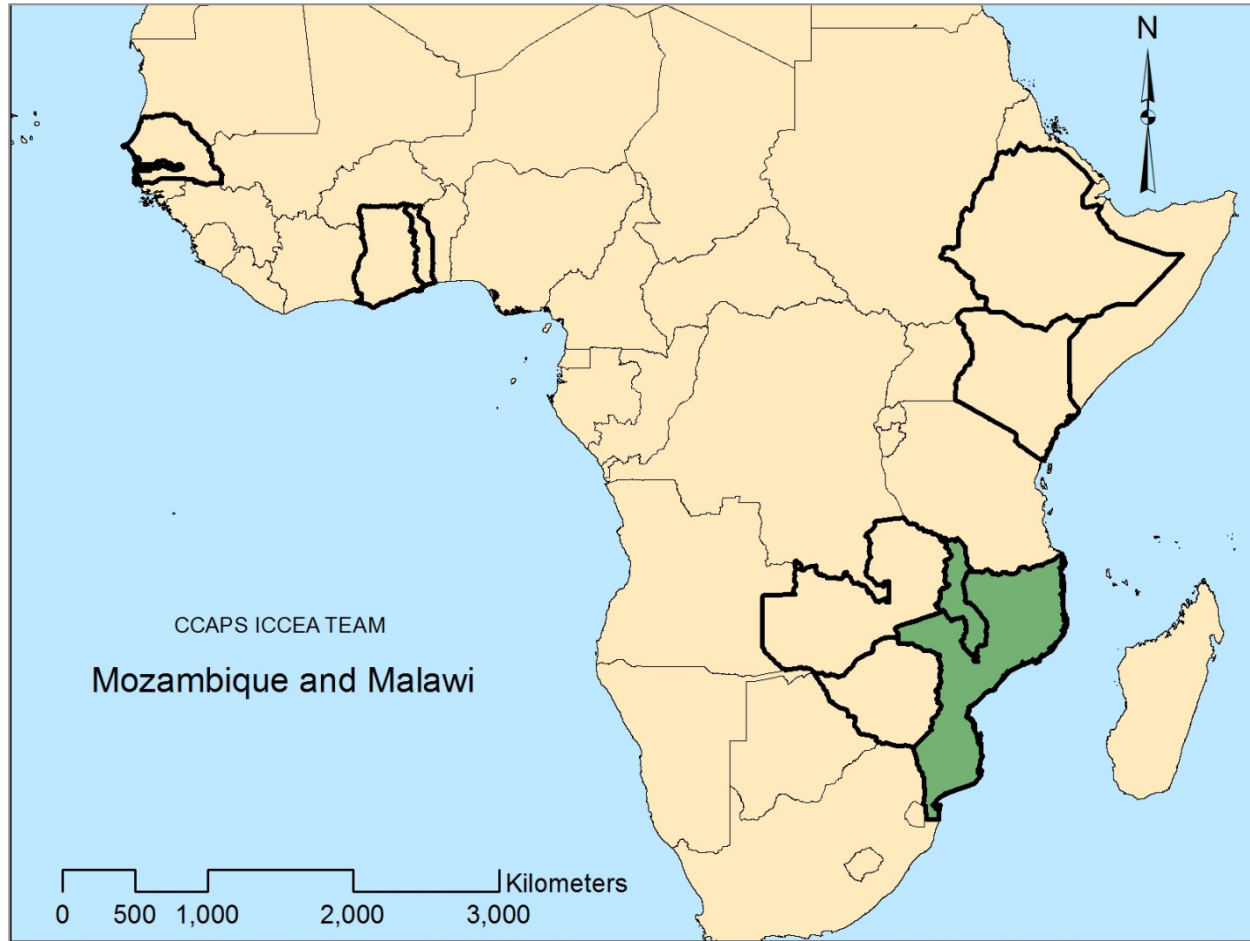 N
CCAPS ICCEA TEAM
Mozambique and Malawi
Kilometers
0 500 1,000 2,000 3,000